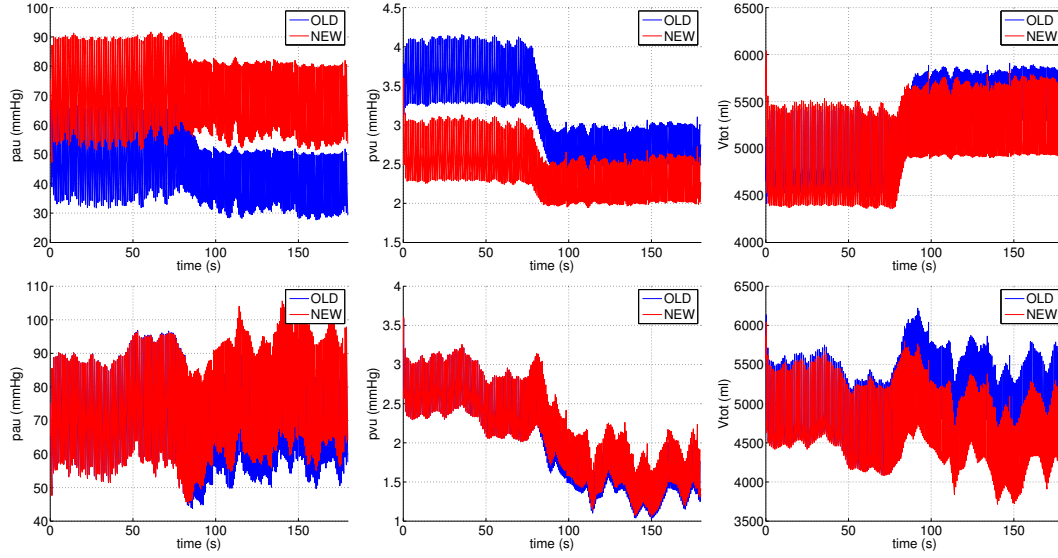 100
90
80
70
60
50
40
30
20
pau (mmHg)
0 50 100 150
time (s)
OLD
NEW
4.5
4
3.5
3
2.5
2
1.5
pvu (mmHg)
0 50 100 150
time (s)
OLD
NEW
6500
6000
5500
5000
4500
4000
Vtot (ml)
0 50 100 150
time (s)
OLD
NEW
110
100
90
80
70
60
50
40
pau (mmHg)
0 50 100 150
time (s)
OLD
NEW
4
3.5
3
2.5
2
1.5
1
pvu (mmHg)
0 50 100 150
time (s)
OLD
NEW
6500
6000
5500
5000
4500
4000
3500
Vtot (ml)
0 50 100 150
time (s)
OLD
NEW